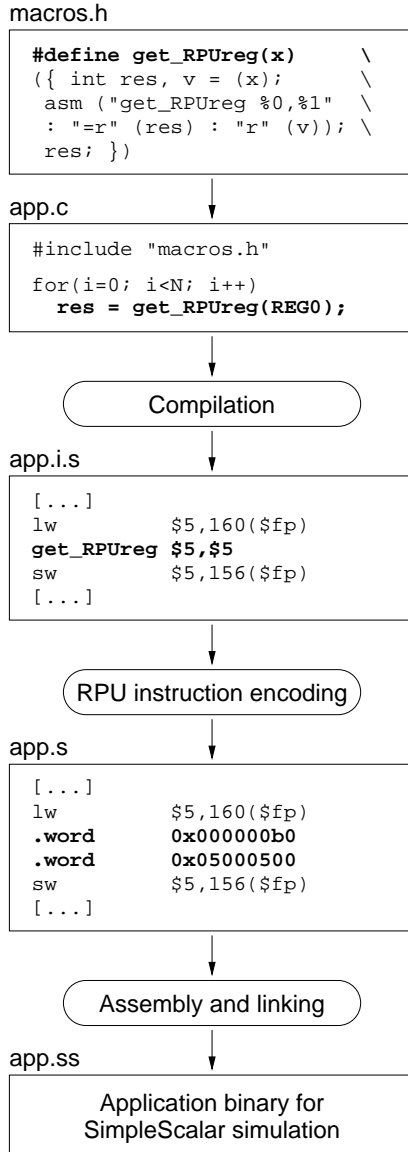 macros.h
#define get_RPUreg(x) \
({ int res, v = (x); \
asm ("get_RPUreg %0,%1" \
: "=r" (res) : "r" (v)); \
res; })
app.c
#include "macros.h"
for(i=0; i<N; i++)
res = get_RPUreg(REG0);
Compilation
app.i.s
[...]
lw $5,160($fp)
get_RPUreg $5,$5
sw $5,156($fp)
[...]
RPU instruction encoding
app.s
[...]
lw $5,160($fp)
.word 0x000000b0
.word 0x05000500
sw $5,156($fp)
[...]
Assembly and linking
app.ss
Application binary for
SimpleScalar simulation